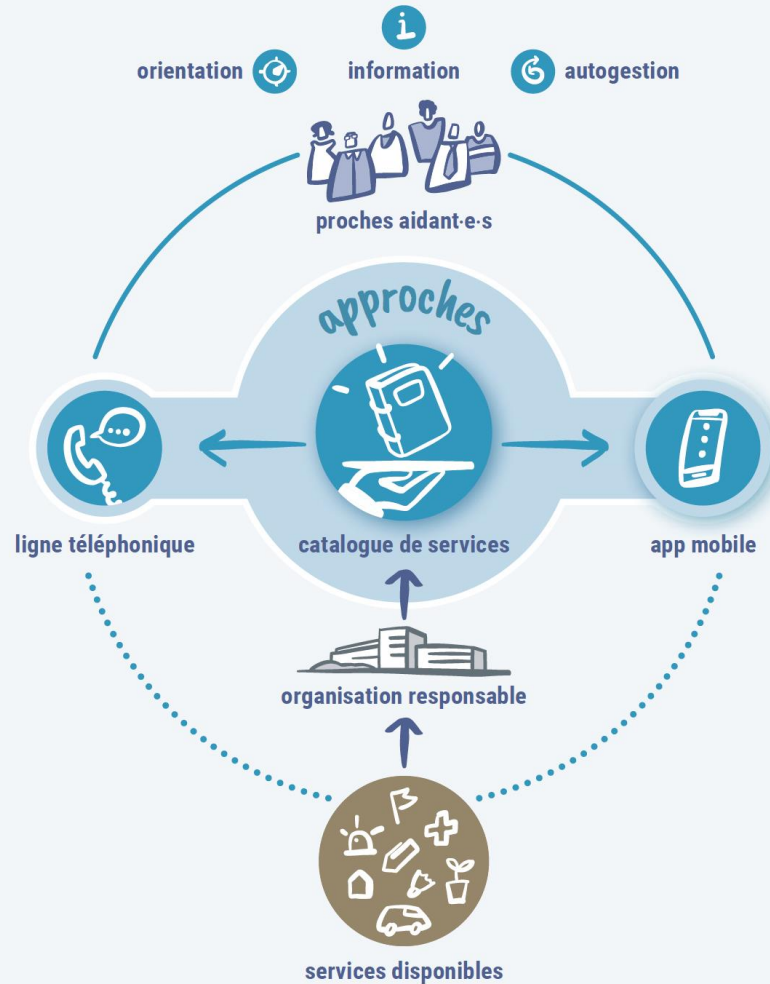 orientation
information
autogestion
proches aidant·e·s
approches
ligne téléphonique
catalogue de services
app mobile
organisation responsable
services disponibles